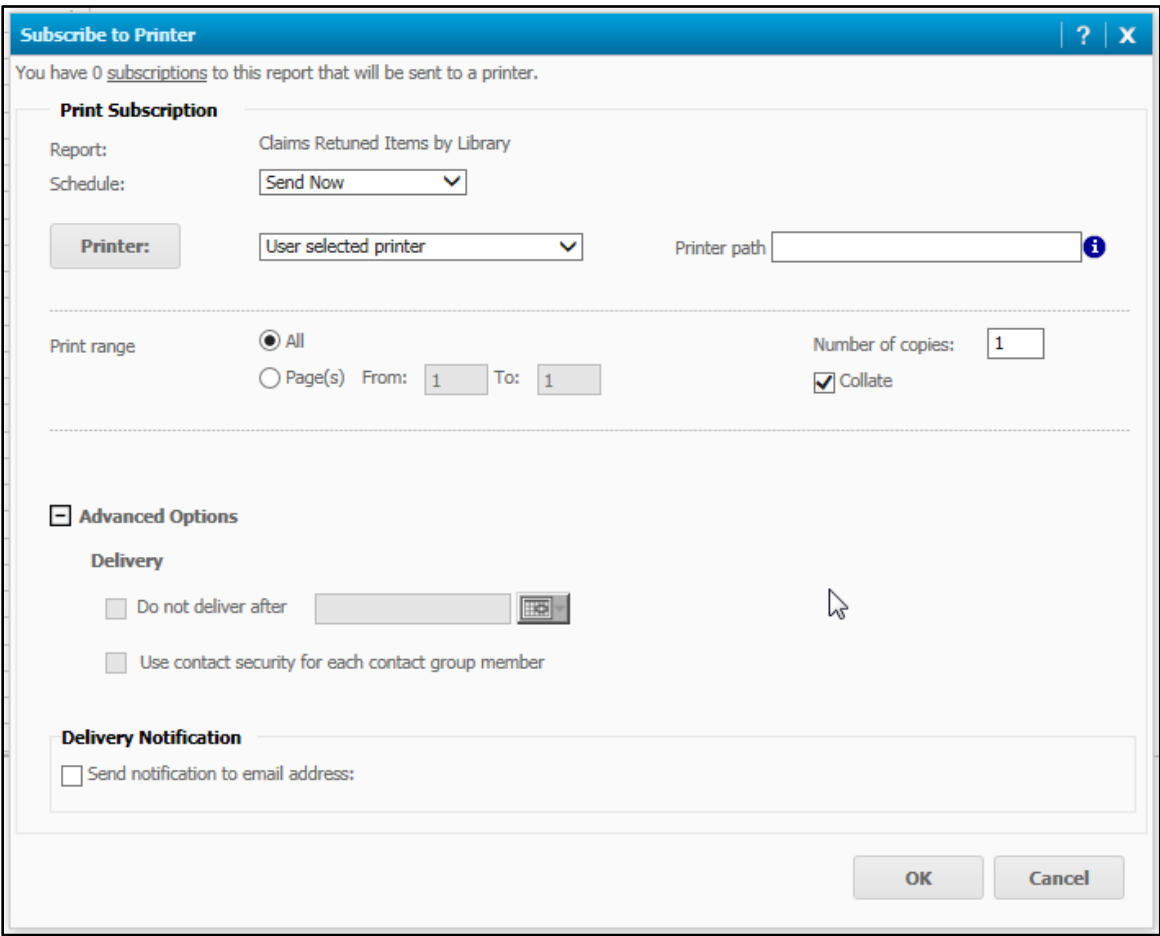 Subscribe to Printer ? X
You have 0 subscriptions to this report that will be sent to a printer.
Print Subscription
Report: Claims Retuned Items by Library
Schedule: Send Now
Printer: User selected printer Printer path i
Print range All Number of copies: 1
Page(s) From: 1 To: 1 Collate
Advanced Options
Delivery
Do not deliver after
Use contact security for each contact group member
Delivery Notification
Send notification to email address:
OK Cancel